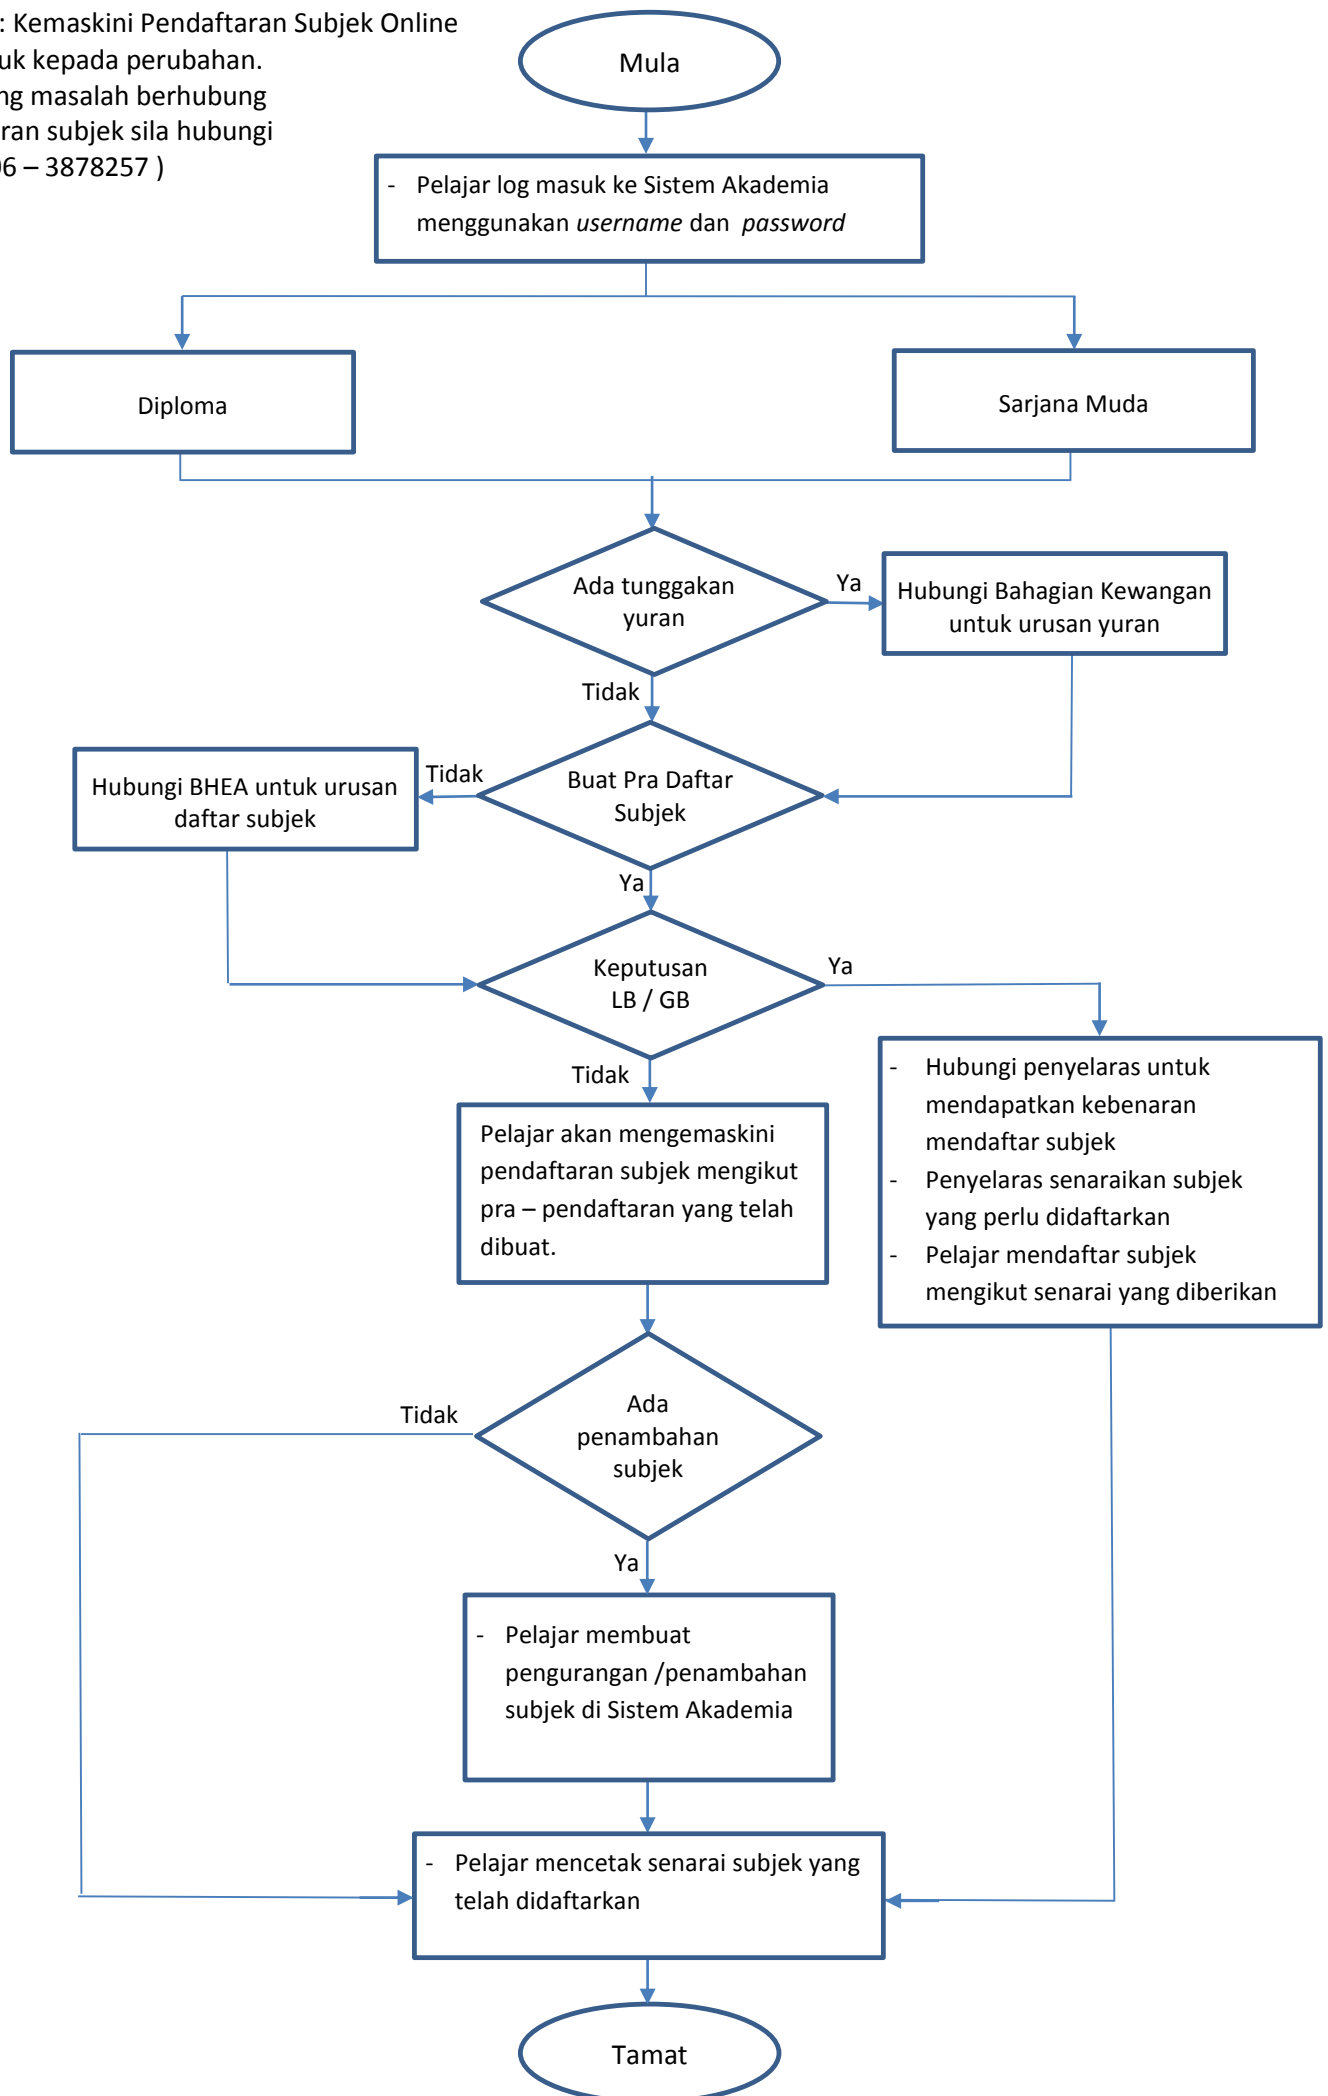 : Kemaskini Pendaftaran Subjek Online
uk kepada perubahan.
ng masalah berhubung
ran subjek sila hubungi
06 – 3878257 )
Mula
- Pelajar log masuk ke Sistem Akademia
menggunakan username dan password
Diploma
Sarjana Muda
Ada tunggakan
yuran
Ya
Hubungi Bahagian Kewangan
untuk urusan yuran
Tidak
Buat Pra Daftar
Subjek
Tidak
Hubungi BHEA untuk urusan
daftar subjek
Ya
Keputusan
LB / GB
Ya
- Hubungi penyelaras untuk
mendapatkan kebenaran
mendaftar subjek
- Penyelaras senaraikan subjek
yang perlu didaftarkan
- Pelajar mendaftar subjek
mengikut senarai yang diberikan
Tidak
Pelajar akan mengemaskini
pendaftaran subjek mengikut
pra – pendaftaran yang telah
dibuat.
Ada
penambahan
subjek
Tidak
Ya
- Pelajar membuat
pengurangan /penambahan
subjek di Sistem Akademia
- Pelajar mencetak senarai subjek yang
telah didaftarkan
Tamat